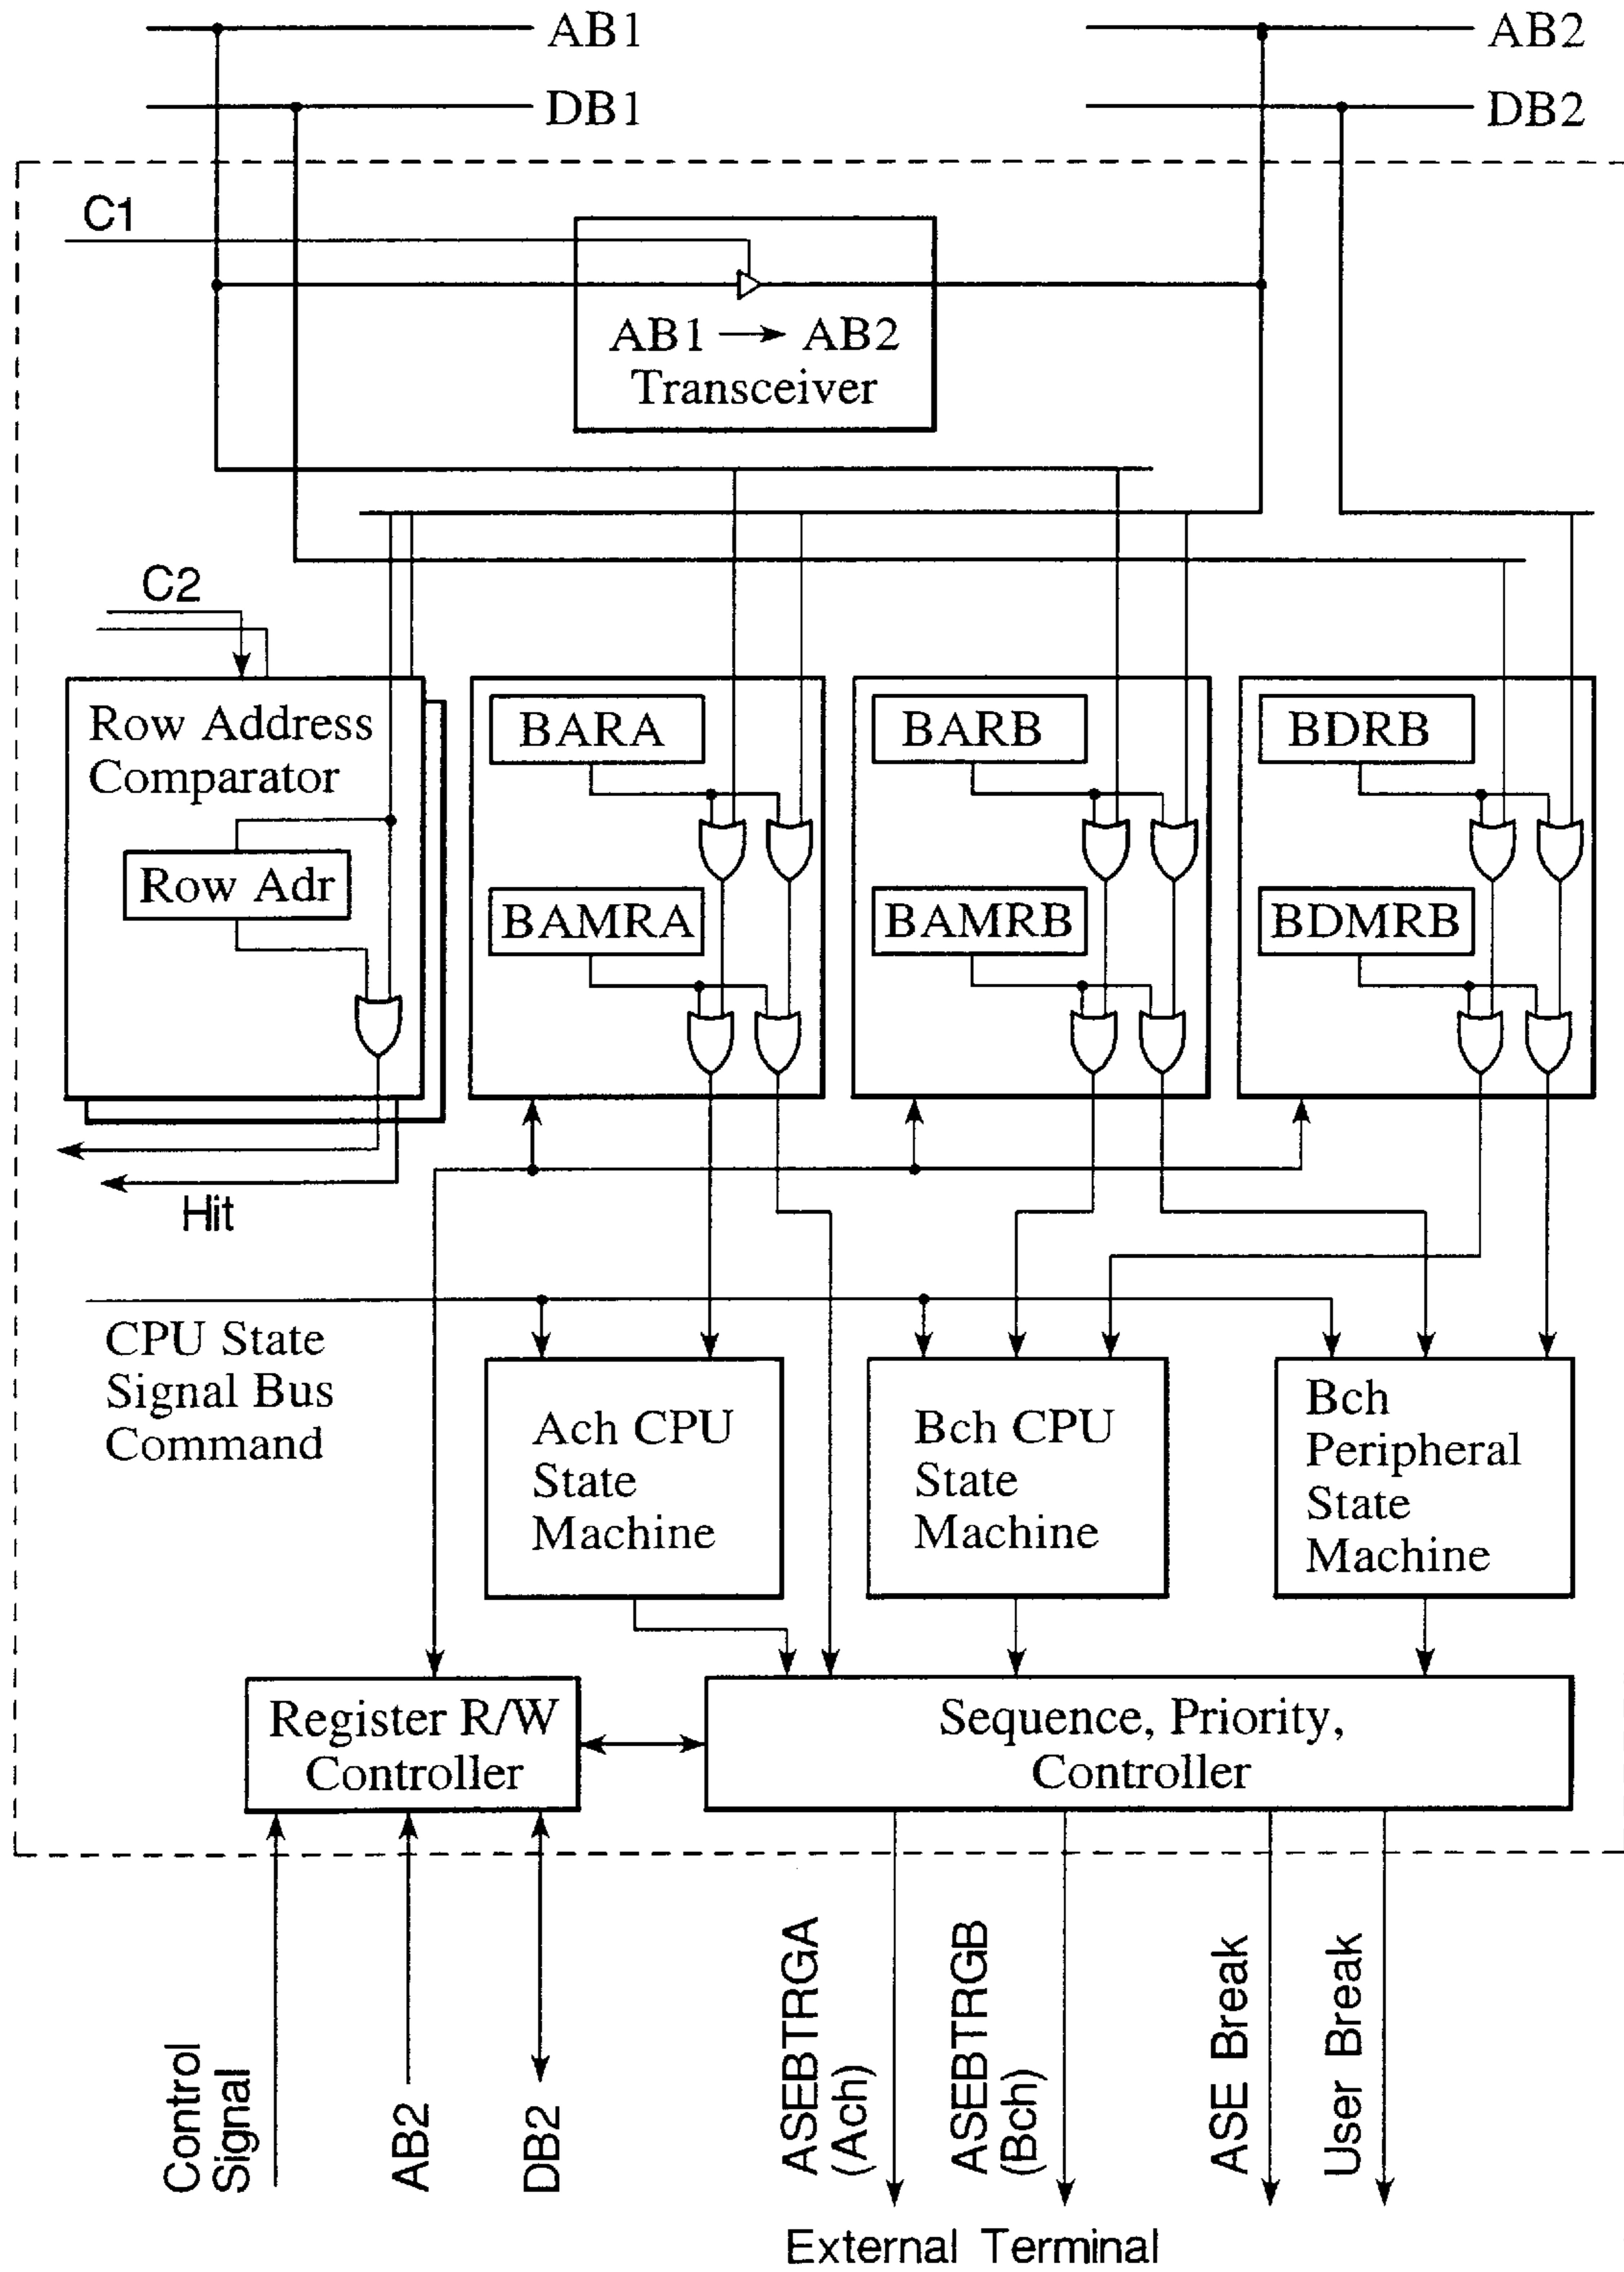 AB1
AB2
DB1
DB2
C1
AB1 → AB2
Transceiver
C2
Row Address
Comparator
Row Adr
BARA
BAMRA
BARB
BAMRB
BDRB
BDMRB
Hit
CPU State
Signal Bus
Command
Ach CPU
State
Machine
Bch CPU
State
Machine
Bch
Peripheral
State
Machine
Register R/W
Controller
Sequence, Priority,
Controller
Control
Signal
AB2
DB2
ASEBTRGA
(Ach)
ASEBTRGB
(Bch)
ASE Break
User Break
External Terminal